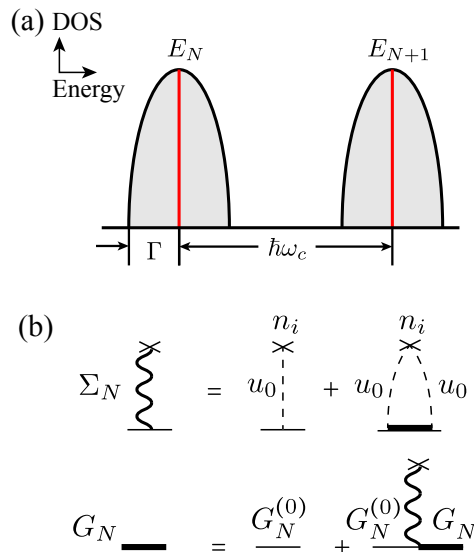 (a) DOS
Energy
E_N
E_{N+1}
Γ
ħω_c
(b)
n_i n_i
Σ_N = u_0 + u_0 u_0
G_N = G_N^{(0)} + G_N^{(0)} G_N